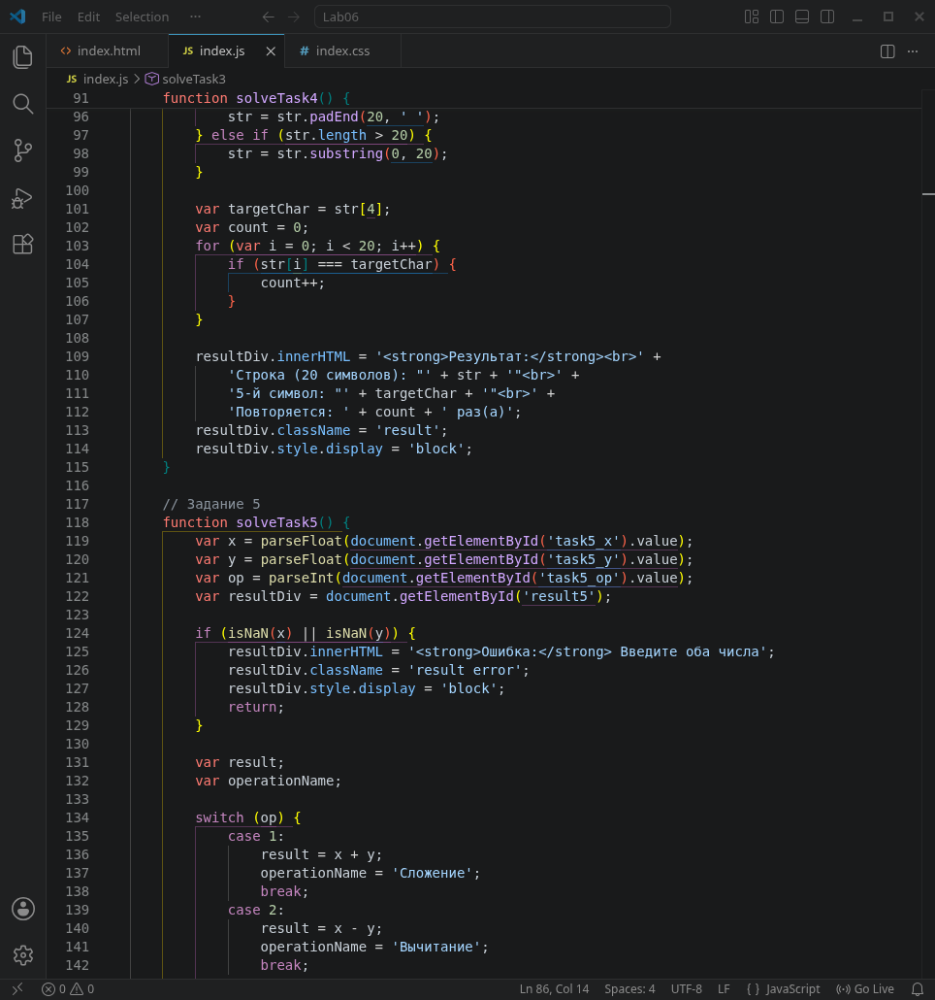 File Edit Selection ··· Lab06
index.html JS index.js # index.css ···
JS index.js > solveTask3
91 function solveTask4() {
96 str = str.padEnd(20, ' ');
97 } else if (str.length > 20) {
98 str = str.substring(0, 20);
99 }
100
101 var targetChar = str[4];
102 var count = 0;
103 for (var i = 0; i < 20; i++) {
104 if (str[i] === targetChar) {
105 count++;
106 }
107 }
108
109 resultDiv.innerHTML = '<strong>Результат:</strong><br>' +
110 'Строка (20 символов): "' + str + '"<br>' +
111 '5-й символ: "' + targetChar + '"<br>' +
112 'Повторяется: ' + count + ' раз(а)';
113 resultDiv.className = 'result';
114 resultDiv.style.display = 'block';
115 }
116
117 // Задание 5
118 function solveTask5() {
119 var x = parseFloat(document.getElementById('task5_x').value);
120 var y = parseFloat(document.getElementById('task5_y').value);
121 var op = parseInt(document.getElementById('task5_op').value);
122 var resultDiv = document.getElementById('result5');
123
124 if (isNaN(x) || isNaN(y)) {
125 resultDiv.innerHTML = '<strong>Ошибка:</strong> Введите оба числа';
126 resultDiv.className = 'result error';
127 resultDiv.style.display = 'block';
128 return;
129 }
130
131 var result;
132 var operationName;
133
134 switch (op) {
135 case 1:
136 result = x + y;
137 operationName = 'Сложение';
138 break;
139 case 2:
140 result = x - y;
141 operationName = 'Вычитание';
142 break;
0 0 Ln 86, Col 14 Spaces: 4 UTF-8 LF { } JavaScript Go Live